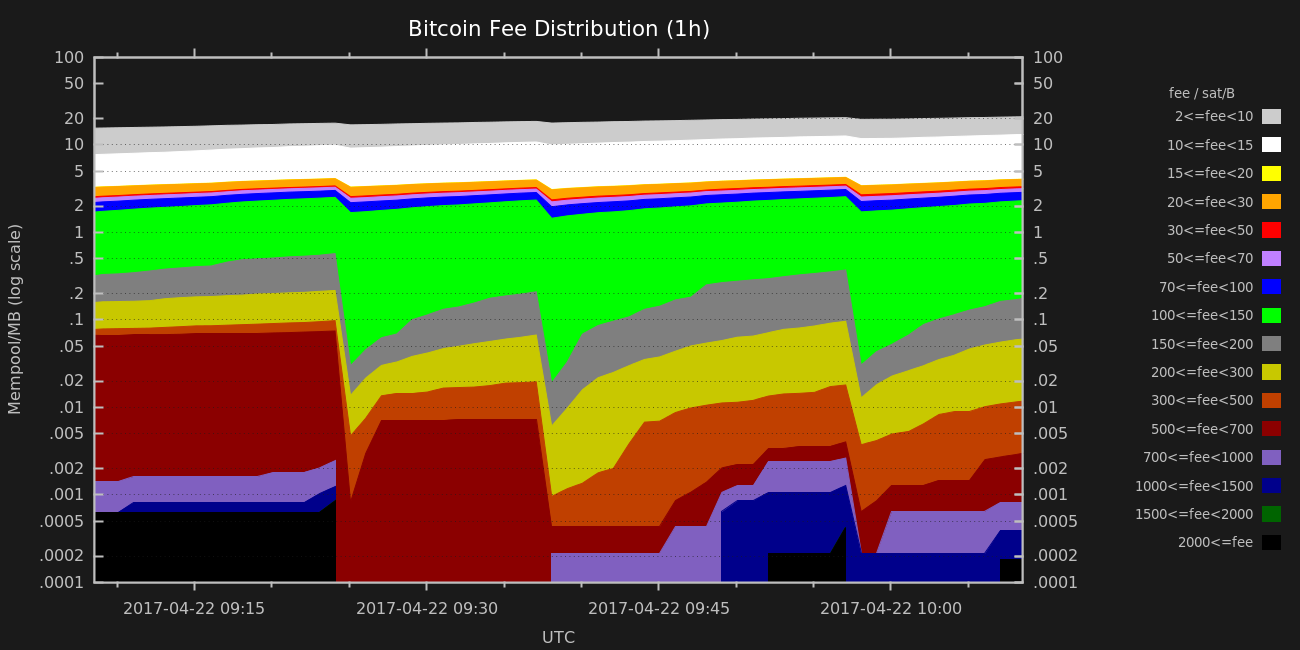 Bitcoin Fee Distribution (1h)
100
50
20
10
5
2
1
.5
.2
.1
.05
.02
.01
.005
.002
.001
.0005
.0002
.0001
Mempool/MB (log scale)
100
50
20
10
5
2
1
.5
.2
.1
.05
.02
.01
.005
.002
.001
.0005
.0002
.0001
2017-04-22 09:15
2017-04-22 09:30
2017-04-22 09:45
2017-04-22 10:00
UTC
fee / sat/B
2<=fee<10
10<=fee<15
15<=fee<20
20<=fee<30
30<=fee<50
50<=fee<70
70<=fee<100
100<=fee<150
150<=fee<200
200<=fee<300
300<=fee<500
500<=fee<700
700<=fee<1000
1000<=fee<1500
1500<=fee<2000
2000<=fee